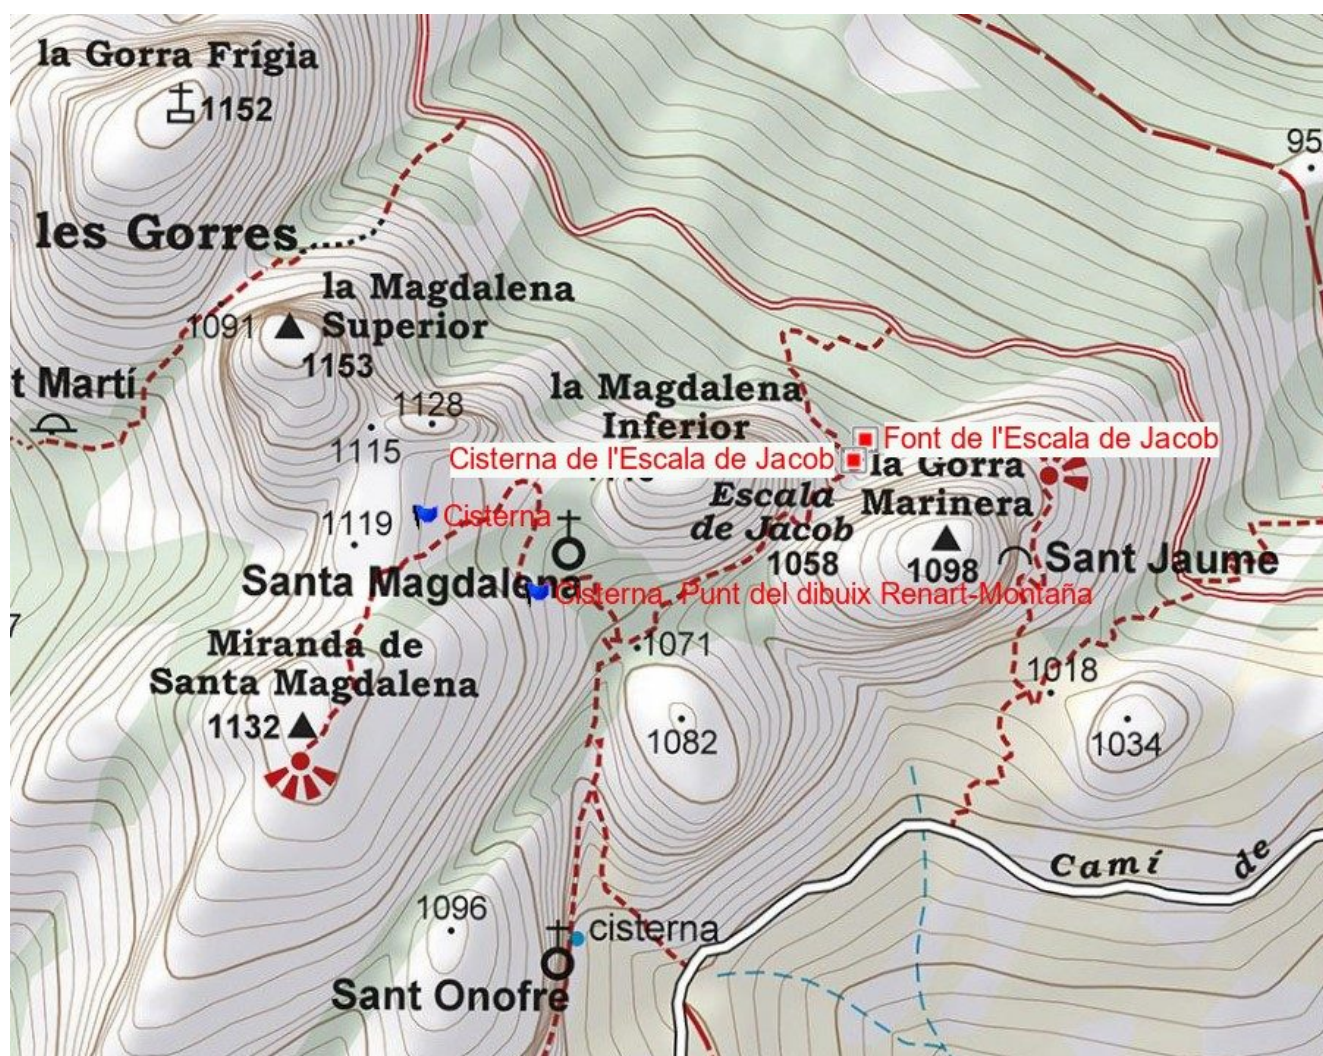 la Gorra Frígia
1152
95
les Gorres
la Magdalena
Superior
1091
1153
t Martí
1128
1115
la Magdalena
Inferior
Font de l'Escala de Jacob
Cisterna de l'Escala de Jacob
la Gorra
Marinera
Escala
de Jacob
1058
1098
1119
Cisterna
Sant Jaume
Santa Magdalena
Cisterna. Punt del dibuix Renart-Montaña
7
Miranda de
Santa Magdalena
1132
1071
1018
1082
1034
Camí de
1096
cisterna
Sant Onofre